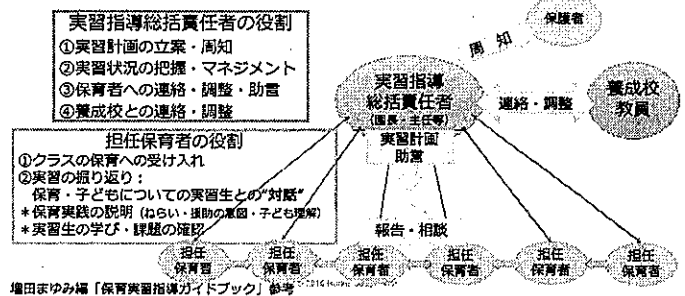 実習指導総括責任者の役割
①実習計画の立案・周知
②実習状況の把握・マネジメント
③保育者への連絡・調整・助言
④養成校との連絡・調整
保護者
周知
実習指導
総括責任者
(園長・主任等)
連絡・調整
養成校
教員
実習計画
助言
担任保育者の役割
①クラスの保育への受け入れ
②実習の振り返り：
保育・子どもについての実習生との"対話"
＊保育実践の説明（ねらい・援助の意図・子ども理解）
＊実習生の学び・課題の確認
報告・相談
担任
保育者
担任
保育者
担任
保育者
担任
保育者
担任
保育者
担任
保育者
増田まゆみ編「保育実習指導ガイドブック」参考